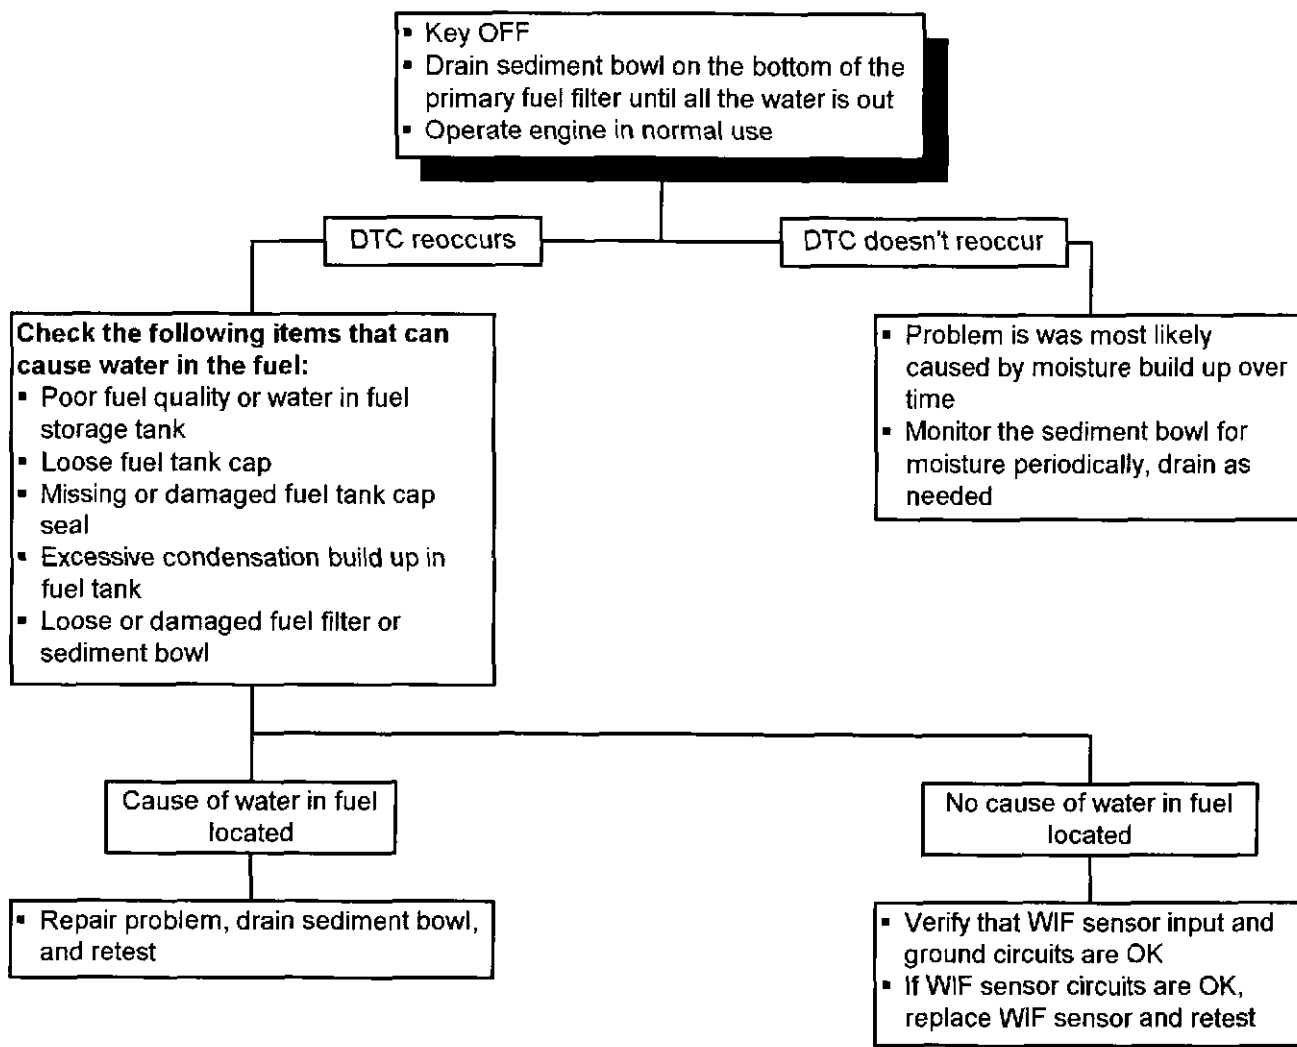 ▪ Key OFF
▪ Drain sediment bowl on the bottom of the
primary fuel filter until all the water is out
▪ Operate engine in normal use
DTC reoccurs
DTC doesn't reoccur
Check the following items that can
cause water in the fuel:
▪ Poor fuel quality or water in fuel
storage tank
▪ Loose fuel tank cap
▪ Missing or damaged fuel tank cap
seal
▪ Excessive condensation build up in
fuel tank
▪ Loose or damaged fuel filter or
sediment bowl
▪ Problem is was most likely
caused by moisture build up over
time
▪ Monitor the sediment bowl for
moisture periodically, drain as
needed
Cause of water in fuel
located
No cause of water in fuel
located
▪ Repair problem, drain sediment bowl,
and retest
▪ Verify that WIF sensor input and
ground circuits are OK
▪ If WIF sensor circuits are OK,
replace WIF sensor and retest